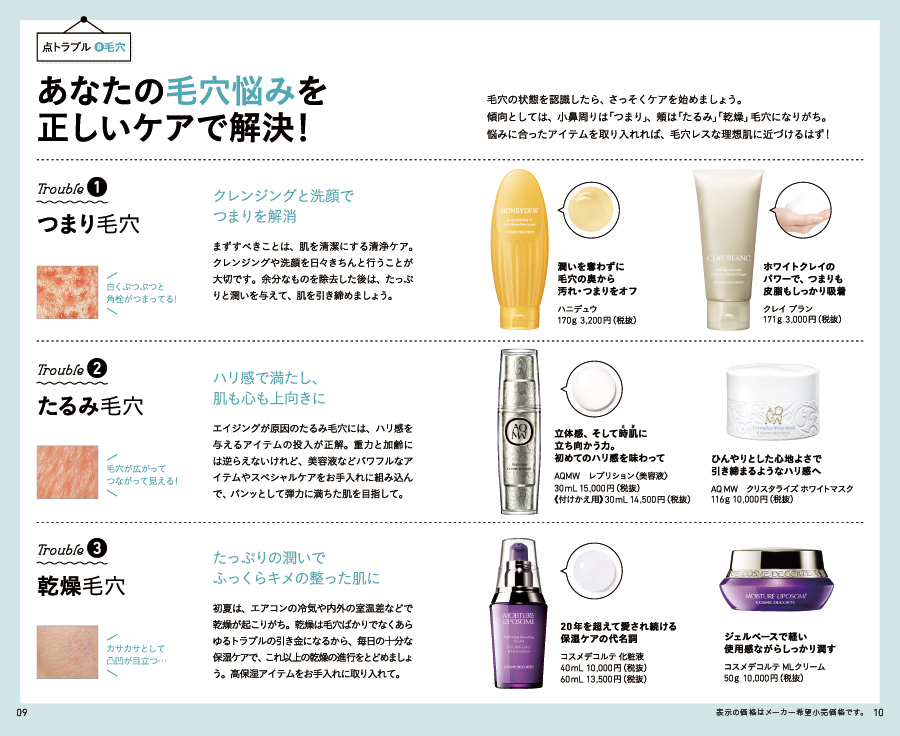 点トラブル ❶毛穴
あなたの毛穴悩みを
正しいケアで解決！
毛穴の状態を認識したら、さっそくケアを始めましょう。
傾向としては、小鼻周りは「つまり」、頬は「たるみ」「乾燥」毛穴になりがち。
悩みに合ったアイテムを取り入れれば、毛穴レスな理想肌に近づけるはず！
Trouble 1
つまり毛穴
白くぶつぶつと
角栓がつまってる！
クレンジングと洗顔で
つまりを解消
まずすべきことは、肌を清潔にする清浄ケア。
クレンジングや洗顔を日々きちんと行うことが
大切です。余分なものを除去した後は、たっぷ
りと潤いを与えて、肌を引き締めましょう。
HONEYDEW
COSME DECORTE
潤いを奪わずに
毛穴の奥から
汚れ・つまりをオフ
ハニデュウ
170g 3,200円（税抜）
CLAY BLANC
COSME DECORTE
ホワイトクレイの
パワーで、つまりも
皮脂もしっかり吸着
クレイ ブラン
171g 3,000円（税抜）
Trouble 2
たるみ毛穴
毛穴が広がって
つながって見える！
ハリ感で満たし、
肌も心も上向きに
エイジングが原因のたるみ毛穴には、ハリ感を
与えるアイテムの投入が正解。重力と加齢に
は逆らえないけれど、美容液などパワフルなア
イテムやスペシャルケアをお手入れに組み込ん
で、パンッとして弾力に満ちた肌を目指して。
AQ
MW
立体感、そして時肌に
立ち向かう力。
初めてのハリ感を味わって
AQMW レプリション〈美容液〉
30mL 15,000円（税抜）
《付けかえ用》30mL 14,500円（税抜）
AQ
MW
COSME DECORTE
ひんやりとした心地よさで
引き締まるようなハリ感へ
AQ MW クリスタライズ ホワイトマスク
116g 10,000円（税抜）
Trouble 3
乾燥毛穴
カサカサとして
凸凹が目立つ…
たっぷりの潤いで
ふっくらキメの整った肌に
初夏は、エアコンの冷気や内外の室温差などで
乾燥が起こりがち。乾燥は毛穴ばかりでなくあら
ゆるトラブルの引き金になるから、毎日の十分な
保湿ケアで、これ以上の乾燥の進行をとどめましょ
う。高保湿アイテムをお手入れに取り入れて。
MOISTURE
LIPOSOME
COSME DECORTE
20年を超えて愛され続ける
保湿ケアの代名詞
コスメデコルテ 化粧液
40mL 10,000円（税抜）
60mL 13,500円（税抜）
COSME DECORTE
MOISTURE LIPOSOME
COSME DECORTE
ジェルベースで軽い
使用感ながらしっかり潤す
コスメデコルテ MLクリーム
50g 10,000円（税抜）
09
表示の価格はメーカー希望小売価格です。 10